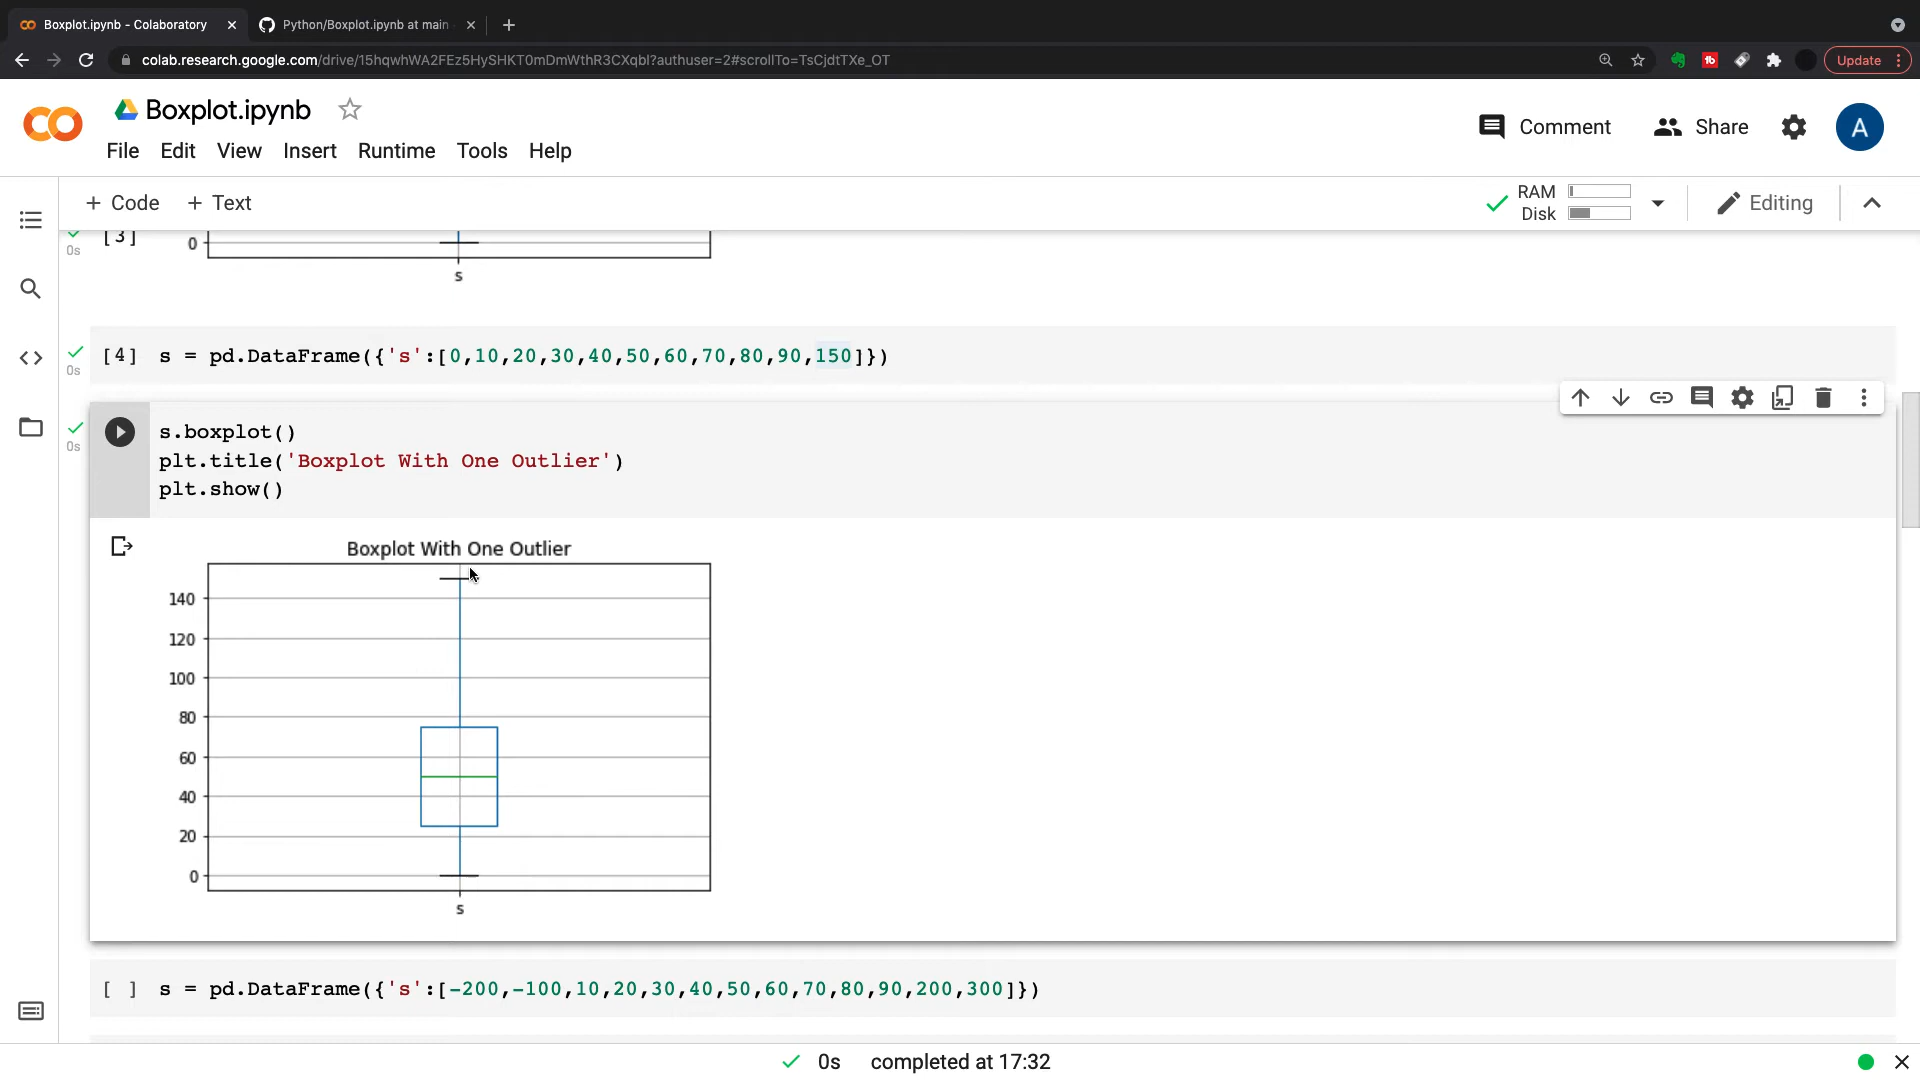 Boxplot.ipynb - Colaboratory
Python/Boxplot.ipynb at main
colab.research.google.com/drive/15hqwhWA2FEz5HySHKT0mDmWthR3CXqbl?authuser=2#scrollTo=TsCjdtTXe_OT
Update
Boxplot.ipynb
Comment
Share
A
File Edit View Insert Runtime Tools Help
+ Code + Text
RAM
Disk
Editing
0s
[3]
0
s
0s
[4] s = pd.DataFrame({'s':[0,10,20,30,40,50,60,70,80,90,150]})
0s
s.boxplot()
plt.title('Boxplot With One Outlier')
plt.show()
Boxplot With One Outlier
140
120
100
80
60
40
20
0
s
[ ] s = pd.DataFrame({'s':[-200,-100,10,20,30,40,50,60,70,80,90,200,300]})
0s completed at 17:32